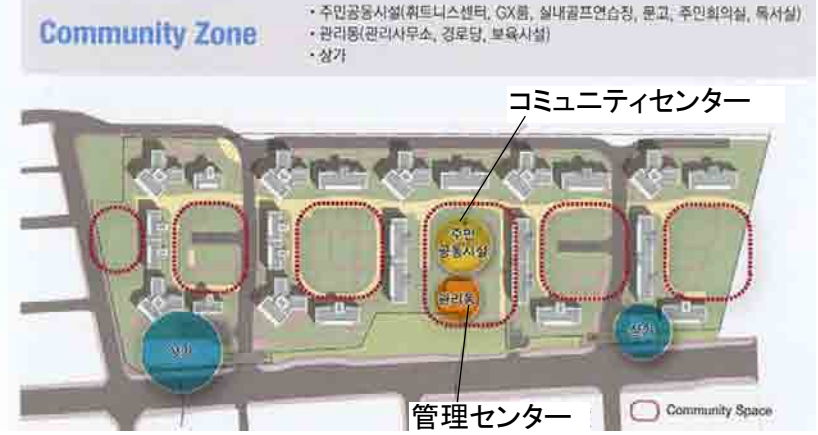 Community Zone
• 주민공동시설(휘트니스센터, GX룸, 실내골프연습장, 문고, 주민회의실, 독서실)
• 관리동(관리사무소, 경로당, 보육시설)
• 상가
コミュニティセンター
주민
공동시설
관리동
상가
상가
管理センター
Community Space